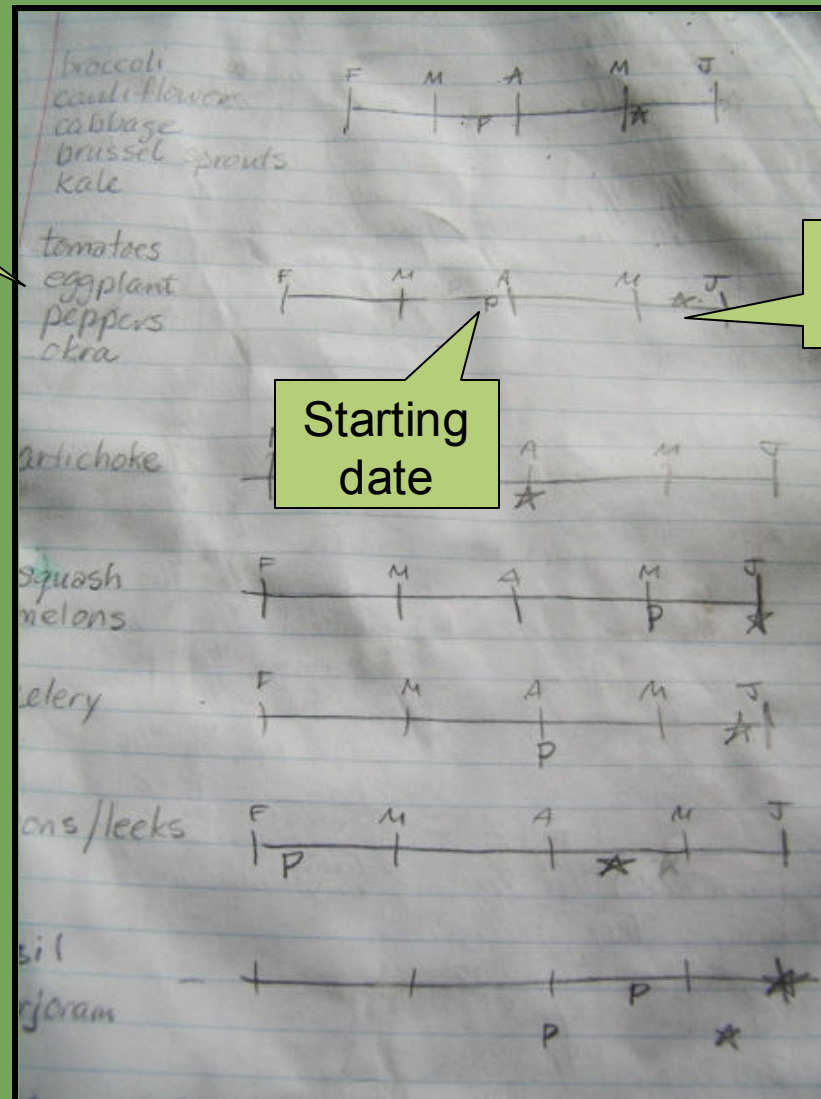 broccoli
cauliflowers
cabbage
brussel sprouts
kale
F M A M J
P
tomatoes
eggplant
peppers
okra
F M A M J
P
Starting
date
artichoke
A M J
squash
melons
F M A M J
P
elery
F M A M J
P
ons/leeks
F M A M J
P
sil
P
rjoram
P